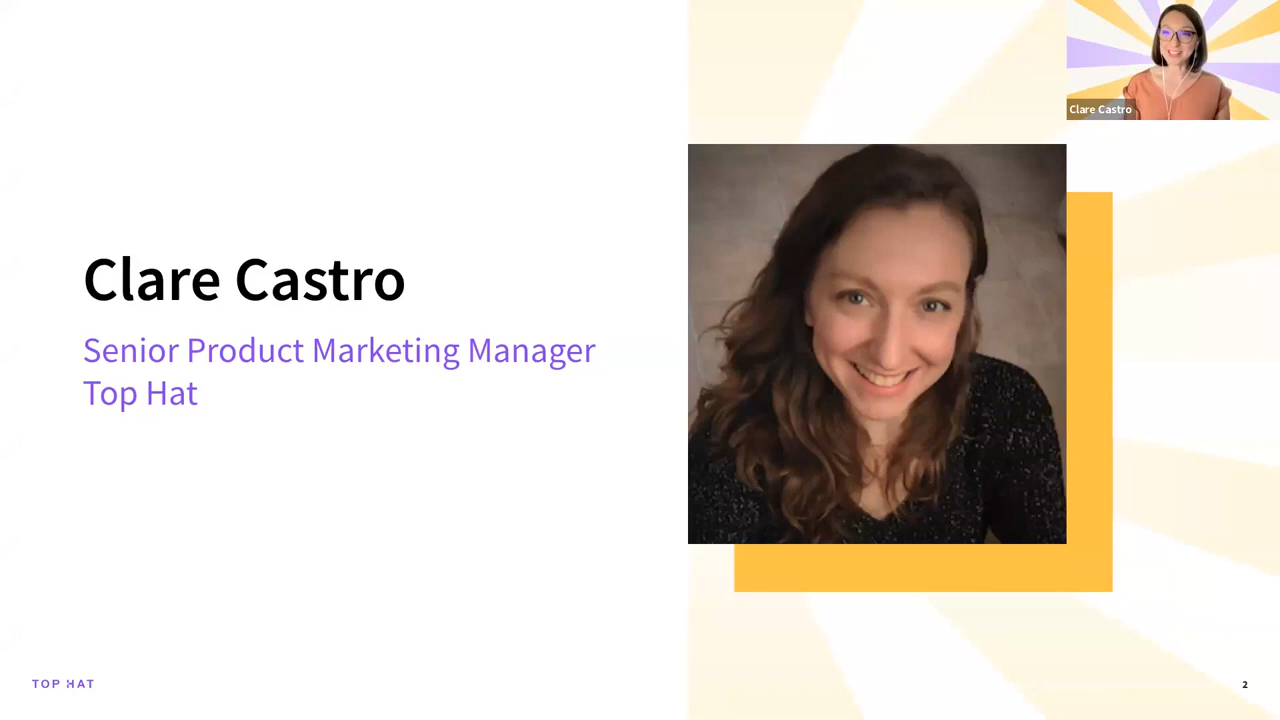 Clare Castro
Clare Castro
Senior Product Marketing Manager
Top Hat
TOP HAT
2